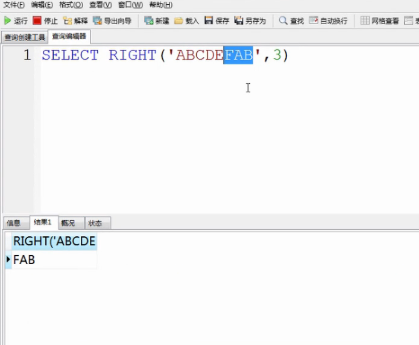 文件(F) 编辑(E) 格式(O) 查看(V) 窗口(W) 帮助(H)
运行 停止 解释 导出向导 新建 载入 保存 另存为 查找 自动换行 网格查看
查询创建工具 查询编辑器
1 SELECT RIGHT('ABCDEFAB',3)
信息 结果1 概况 状态
RIGHT('ABCDE
FAB